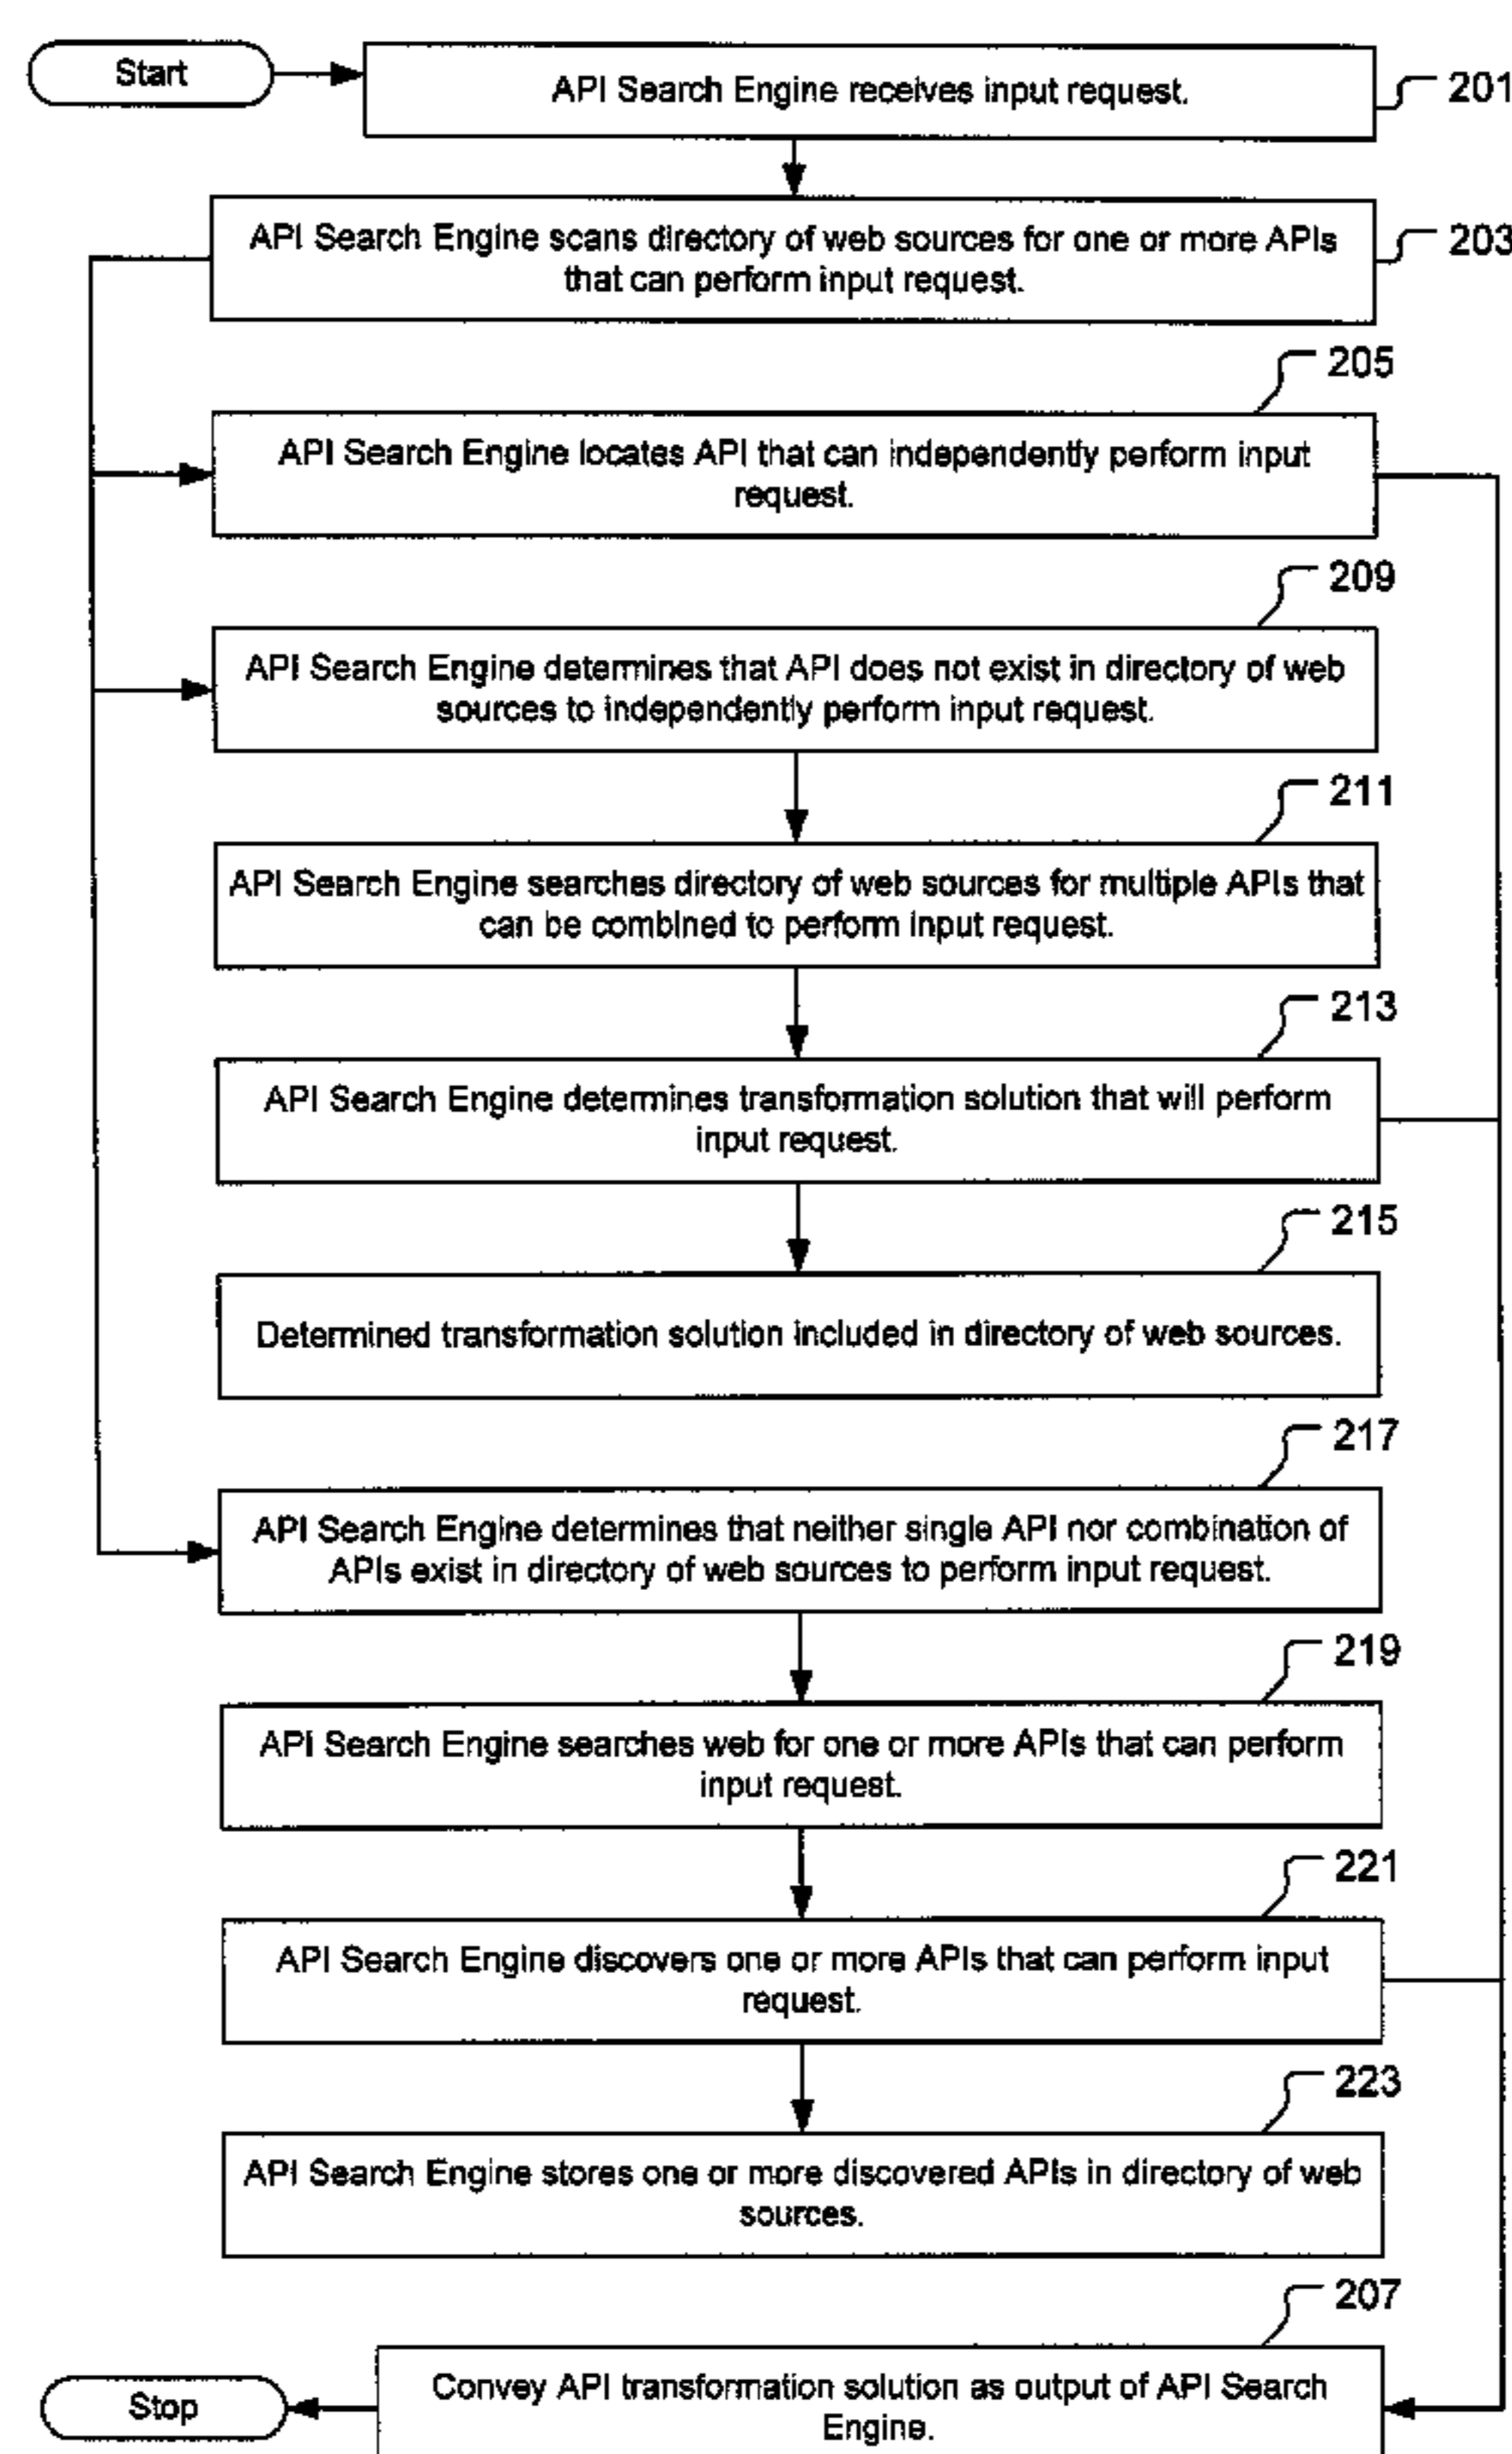 Start
API Search Engine receives input request.
201
API Search Engine scans directory of web sources for one or more APIs
that can perform input request.
203
205
API Search Engine locates API that can independently perform input
request.
209
API Search Engine determines that API does not exist in directory of web
sources to independently perform input request.
211
API Search Engine searches directory of web sources for multiple APIs that
can be combined to perform input request.
213
API Search Engine determines transformation solution that will perform
input request.
215
Determined transformation solution included in directory of web sources.
217
API Search Engine determines that neither single API nor combination of
APIs exist in directory of web sources to perform input request.
219
API Search Engine searches web for one or more APIs that can perform
input request.
221
API Search Engine discovers one or more APIs that can perform input
request.
223
API Search Engine stores one or more discovered APIs in directory of web
sources.
207
Stop
Convey API transformation solution as output of API Search
Engine.